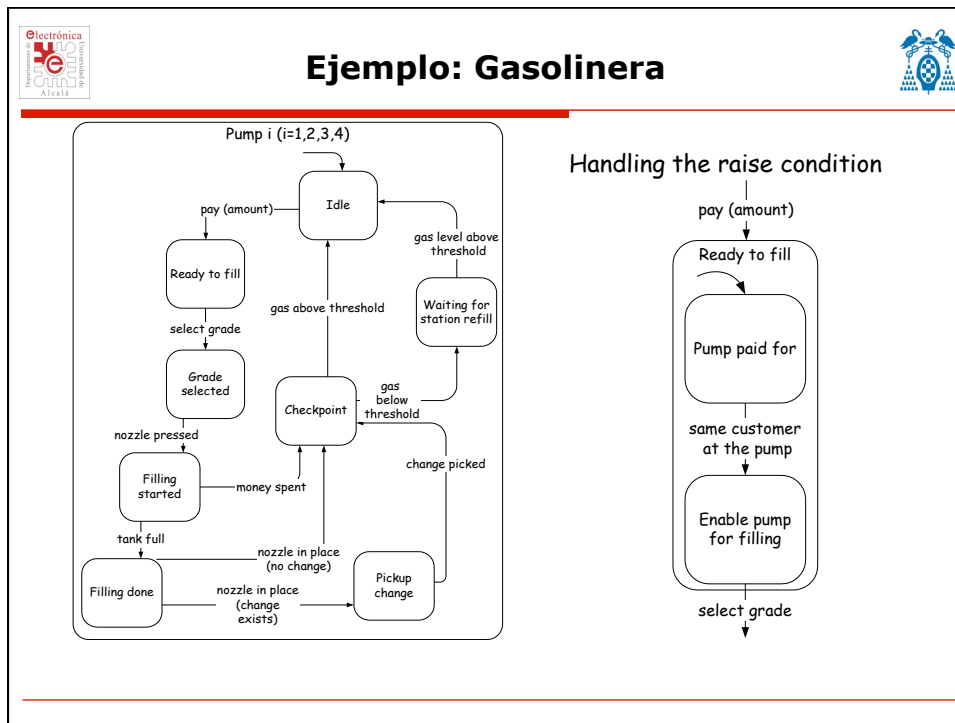 electrónica
Departamento de
Universidad de
Alcalá
Ejemplo: Gasolinera
Pump i (i=1,2,3,4)
Idle
pay (amount)
Ready to fill
select grade
Grade
selected
nozzle pressed
Filling
started
money spent
tank full
Filling done
nozzle in place
(no change)
nozzle in place
(change
exists)
Pickup
change
change picked
Checkpoint
gas above threshold
gas
below
threshold
Waiting for
station refill
gas level above
threshold
Handling the raise condition
pay (amount)
Ready to fill
Pump paid for
same customer
at the pump
Enable pump
for filling
select grade